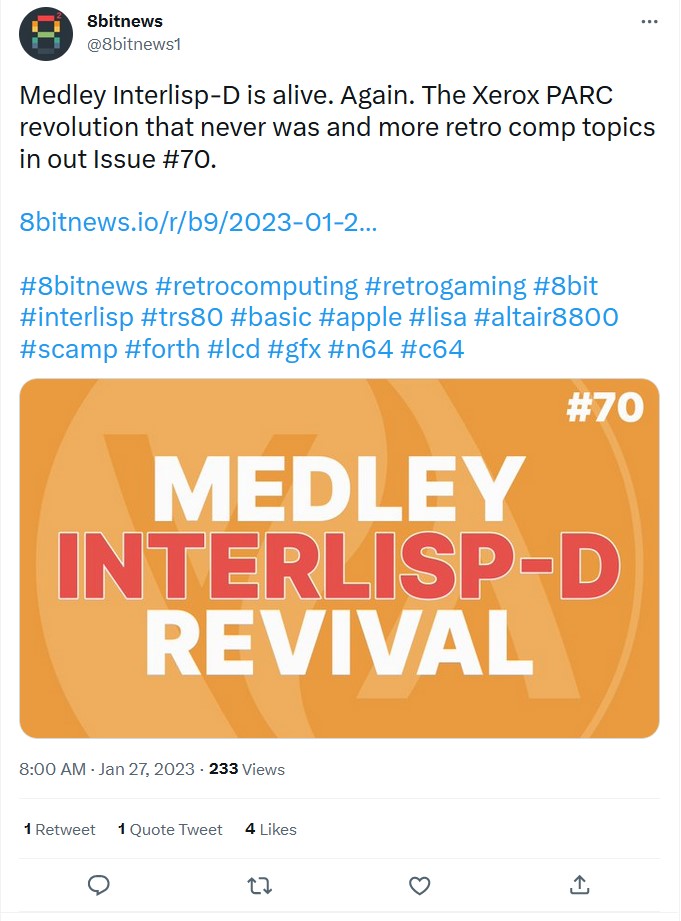 8bitnews
@8bitnews1
Medley Interlisp-D is alive. Again. The Xerox PARC
revolution that never was and more retro comp topics
in out Issue #70.
8bitnews.io/r/b9/2023-01-2...
#8bitnews #retrocomputing #retrogaming #8bit
#interlisp #trs80 #basic #apple #lisa #altair8800
#scamp #forth #lcd #gfx #n64 #c64
#70
MEDLEY
INTERLISP-D
REVIVAL
8:00 AM · Jan 27, 2023 · 233 Views
1 Retweet 1 Quote Tweet 4 Likes